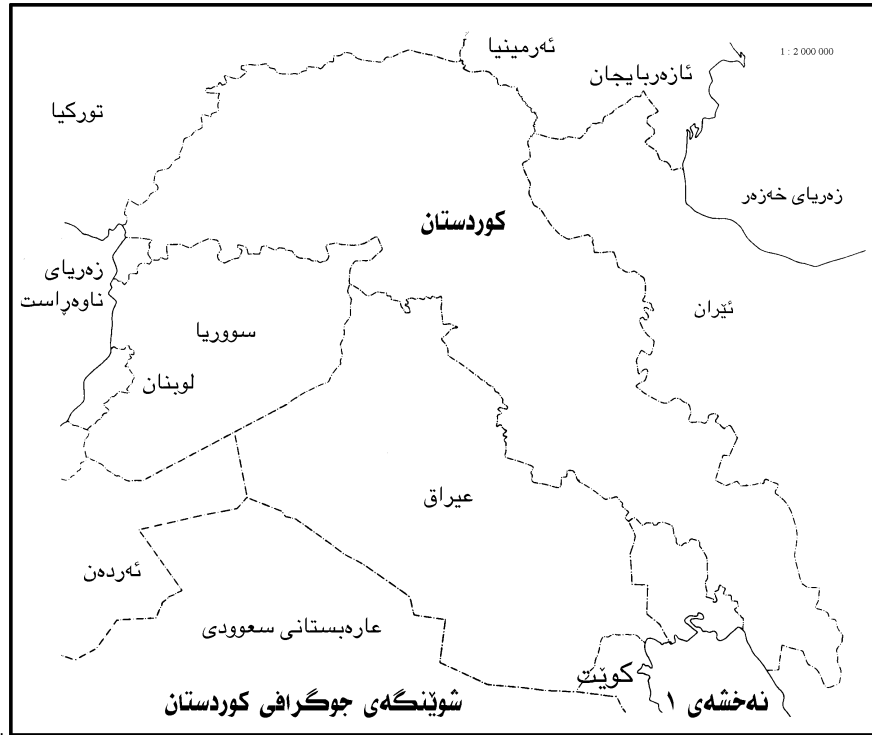 ئەرمینیا
1 : 2 000 000
ئازەربایجان
تورکیا
زەریای خەزەر
کوردستان
زەریای
ناوەڕاست
ئێران
سووریا
لوبنان
عیراق
ئەردەن
عارەبستانی سعوودی
کوێت
نەخشەی ١
شوێنگەی جوگرافی کوردستان